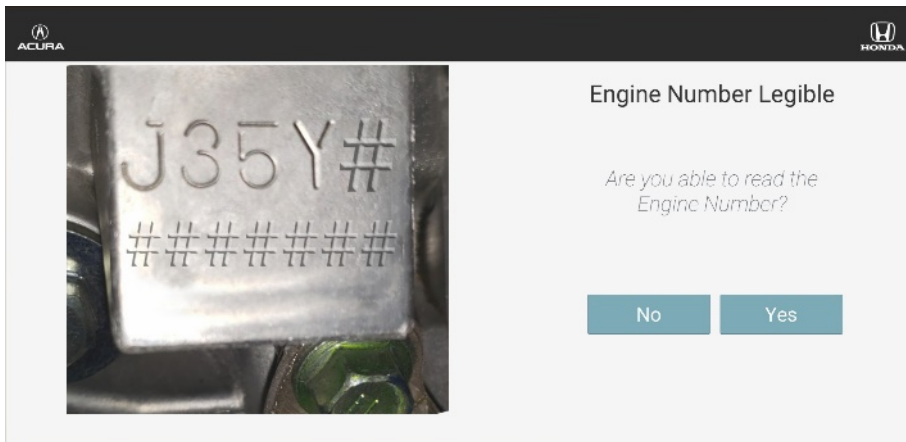 ACURA
HONDA
J35Y#
#######
Engine Number Legible
Are you able to read the
Engine Number?
No
Yes